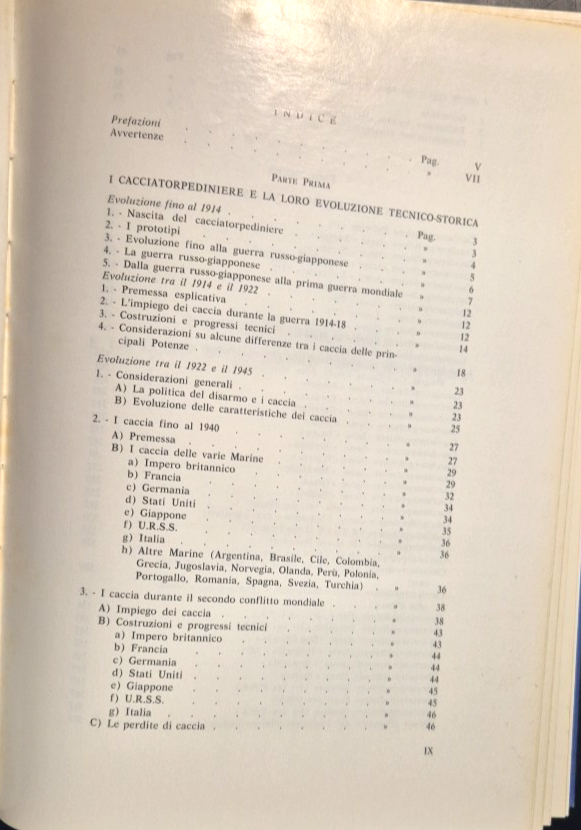 INDICE
Prefazioni . . . . . . . Pag. V
Avvertenze . . . . . . . » VII
PARTE PRIMA
I CACCIATORPEDINIERE E LA LORO EVOLUZIONE TECNICO-STORICA
Evoluzione fino al 1914 . . . . . . Pag. 3
1. - Nascita del cacciatorpediniere . . . . » 3
2. - I prototipi . . . . . . . » 4
3. - Evoluzione fino alla guerra russo-giapponese . . » 5
4. - La guerra russo-giapponese . . . . . » 6
5. - Dalla guerra russo-giapponese alla prima guerra mondiale » 7
Evoluzione tra il 1914 e il 1922 . . . . . » 12
1. - Premessa esplicativa . . . . . . » 12
2. - L'impiego dei caccia durante la guerra 1914-18 . . » 12
3. - Costruzioni e progressi tecnici . . . . » 14
4. - Considerazioni su alcune differenze tra i caccia delle prin-
cipali Potenze . . . . . . . » 18
Evoluzione tra il 1922 e il 1945 . . . . . » 23
1. - Considerazioni generali . . . . . . » 23
A) La politica del disarmo e i caccia . . . . » 23
B) Evoluzione delle caratteristiche dei caccia . . » 25
2. - I caccia fino al 1940 . . . . . . » 27
A) Premessa . . . . . . . » 27
B) I caccia delle varie Marine . . . . . » 29
a) Impero britannico . . . . . . » 29
b) Francia . . . . . . . » 32
c) Germania . . . . . . . » 34
d) Stati Uniti . . . . . . . » 34
e) Giappone . . . . . . . » 35
f) U.R.S.S. . . . . . . . » 36
g) Italia . . . . . . . » 36
h) Altre Marine (Argentina, Brasile, Cile, Colombia,
Grecia, Jugoslavia, Norvegia, Olanda, Perù, Polonia,
Portogallo, Romania, Spagna, Svezia, Turchia) . » 36
3. - I caccia durante il secondo conflitto mondiale . . . » 38
A) Impiego dei caccia . . . . . . » 38
B) Costruzioni e progressi tecnici . . . . » 43
a) Impero britannico . . . . . . » 43
b) Francia . . . . . . . » 44
c) Germania . . . . . . . » 44
d) Stati Uniti . . . . . . . » 44
e) Giappone . . . . . . . » 45
f) U.R.S.S. . . . . . . . » 45
g) Italia . . . . . . . » 46
C) Le perdite di caccia . . . . . . » 46
IX